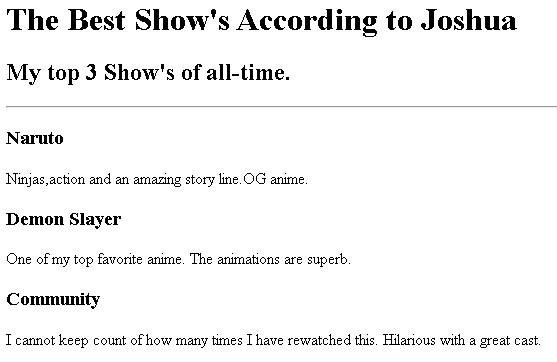 The Best Show's According to Joshua
My top 3 Show's of all-time.
Naruto
Ninjas,action and an amazing story line.OG anime.
Demon Slayer
One of my top favorite anime. The animations are superb.
Community
I cannot keep count of how many times I have rewatched this. Hilarious with a great cast.